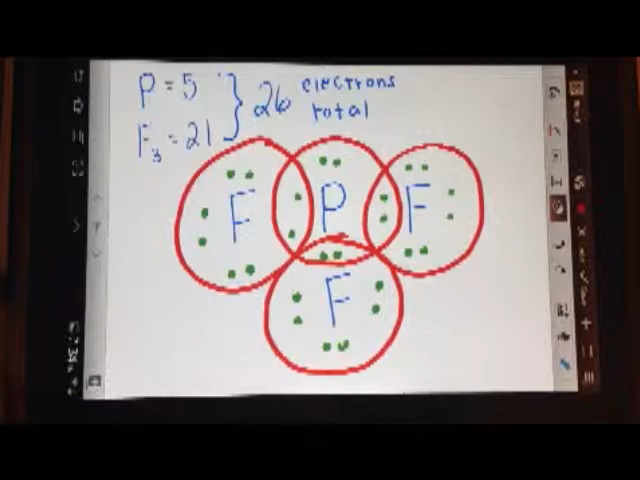 P = 5 } 26 electrons
F₃ = 21 total
F P F
F